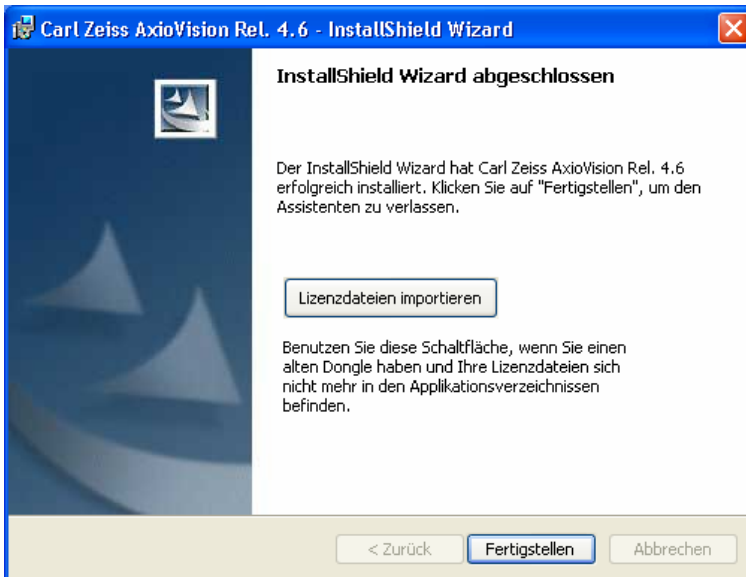 Carl Zeiss AxioVision Rel. 4.6 - InstallShield Wizard
InstallShield Wizard abgeschlossen
Der InstallShield Wizard hat Carl Zeiss AxioVision Rel. 4.6
erfolgreich installiert. Klicken Sie auf "Fertigstellen", um den
Assistenten zu verlassen.
Lizenzdateien importieren
Benutzen Sie diese Schaltfläche, wenn Sie einen
alten Dongle haben und Ihre Lizenzdateien sich
nicht mehr in den Applikationsverzeichnissen
befinden.
< Zurück Fertigstellen Abbrechen